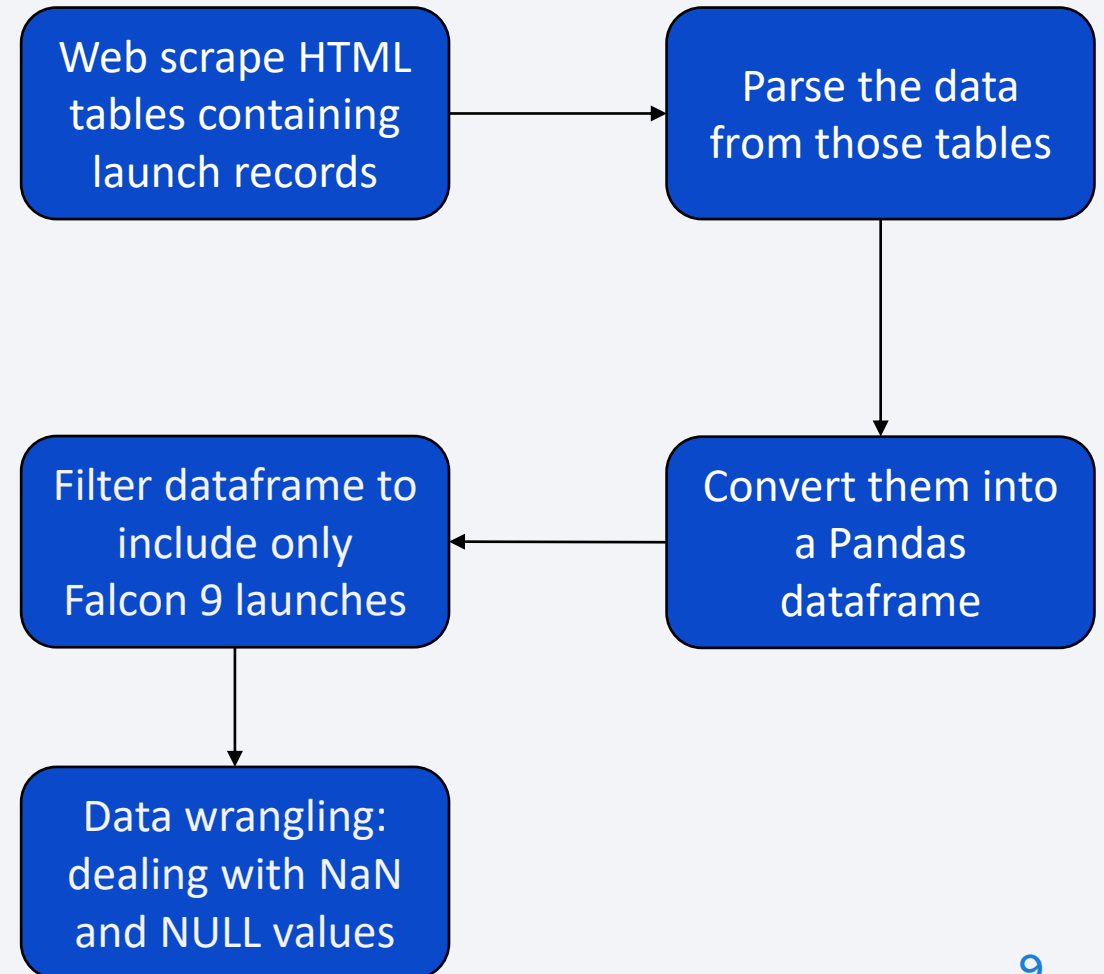 Web scrape HTML
tables containing
launch records
Parse the data
from those tables
Convert them into
a Pandas
dataframe
Filter dataframe to
include only
Falcon 9 launches
Data wrangling:
dealing with NaN
and NULL values
9